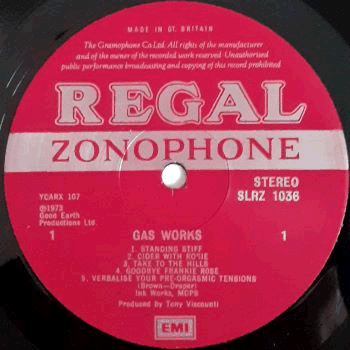 MADE IN GT. BRITAIN
The Gramophone Co. Ltd. All rights of the manufacturer
and of the owner of the recorded work reserved Unauthorised
public performance broadcasting and copying of this record prohibited
REGAL
ZONOPHONE
STEREO
YCARX 107
SLRZ 1036
℗1973
Good Earth
Productions Ltd.
1
GAS WORKS
1
1. STANDING STIFF
2. CIDER WITH ROSIE
3. TAKE TO THE HILLS
4. GOODBYE FRANKIE ROSE
5. VERBALISE YOUR PRE-ORGASMIC TENSIONS
(Brown—Draper)
Ink Works, MCPS
Produced by Tony Visconti
EMI